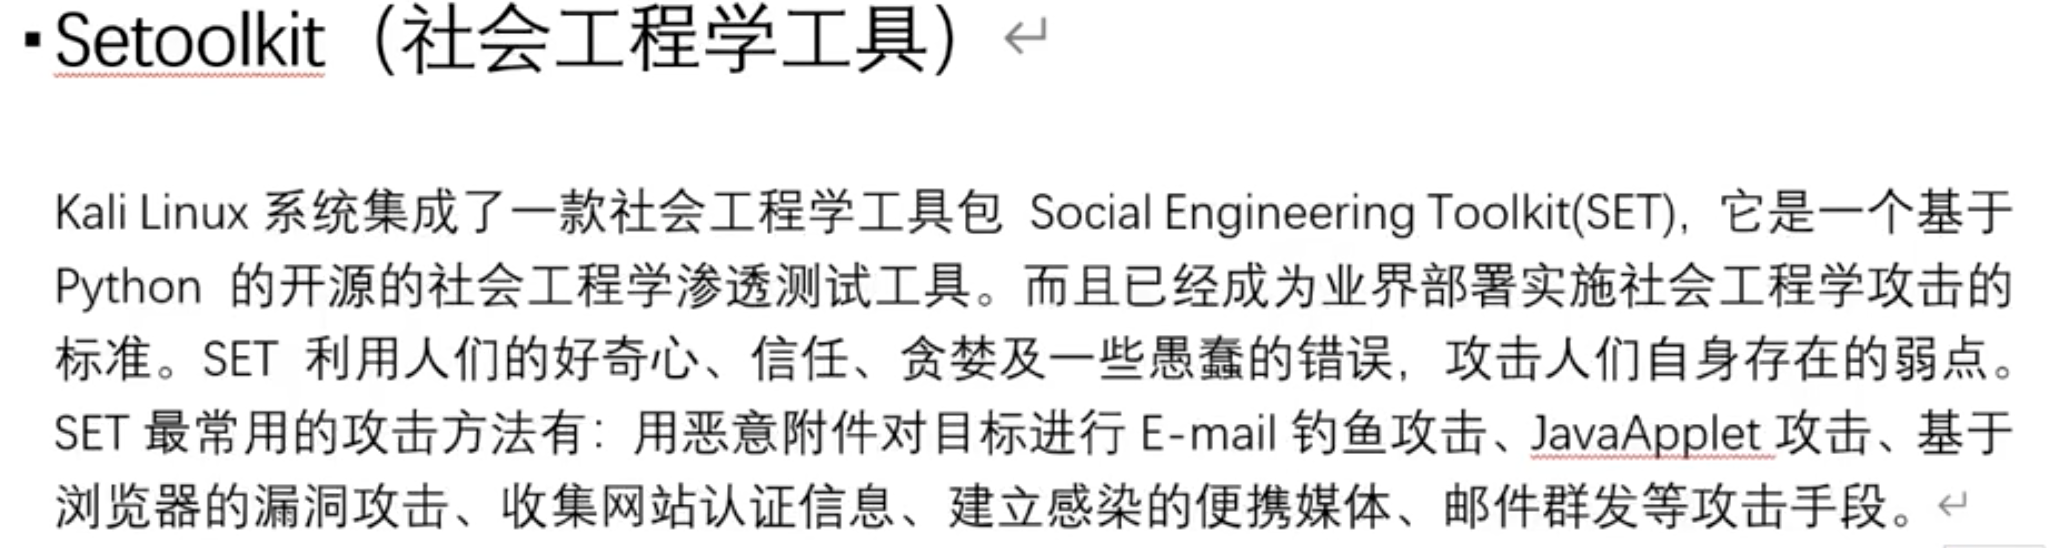 ▪Setoolkit（社会工程学工具）↵
Kali Linux 系统集成了一款社会工程学工具包 Social Engineering Toolkit(SET)，它是一个基于
Python 的开源的社会工程学渗透测试工具。而且已经成为业界部署实施社会工程学攻击的
标准。SET 利用人们的好奇心、信任、贪婪及一些愚蠢的错误，攻击人们自身存在的弱点。
SET 最常用的攻击方法有：用恶意附件对目标进行 E-mail 钓鱼攻击、JavaApplet 攻击、基于
浏览器的漏洞攻击、收集网站认证信息、建立感染的便携媒体、邮件群发等攻击手段。↵